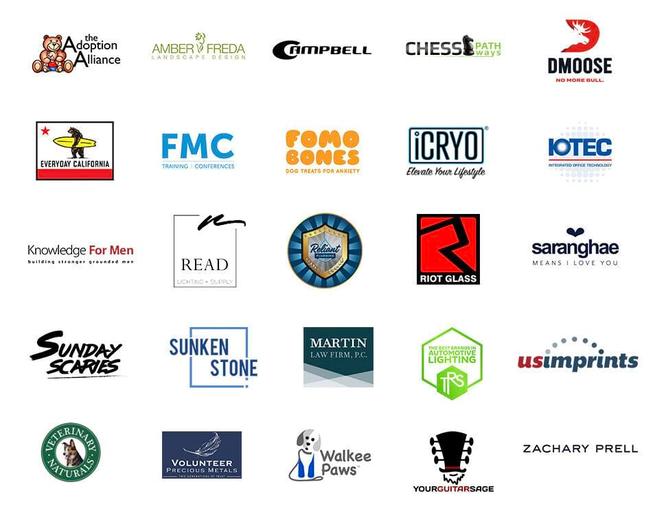 the
Adoption
Alliance
AMBER FREDA
LANDSCAPE DESIGN
CAMPBELL
CHESS PATH
ways
DMOOSE
NO MORE BULL.
EVERYDAY CALIFORNIA
FMC
TRAINING CONFERENCES
FOMO
BONES
DOG TREATS FOR ANXIETY
iCRYO®
Elevate Your Lifestyle
IOTEC
INTEGRATED OFFICE TECHNOLOGY
Knowledge For Men
building stronger grounded men
READ
LIGHTING + SUPPLY
Reliant
PLUMBING
RIOT GLASS
saranghae
MEANS I LOVE YOU
SUNDAY
SCARIES
SUNKEN
STONE
MARTIN
LAW FIRM, P.C.
THE BEST BRANDS IN
AUTOMOTIVE
LIGHTING
TRS
usimprints
VETERINARY
NATURALS
VOLUNTEER
PRECIOUS METALS
Walkee
Paws™
YOURGUITARSAGE
ZACHARY PRELL